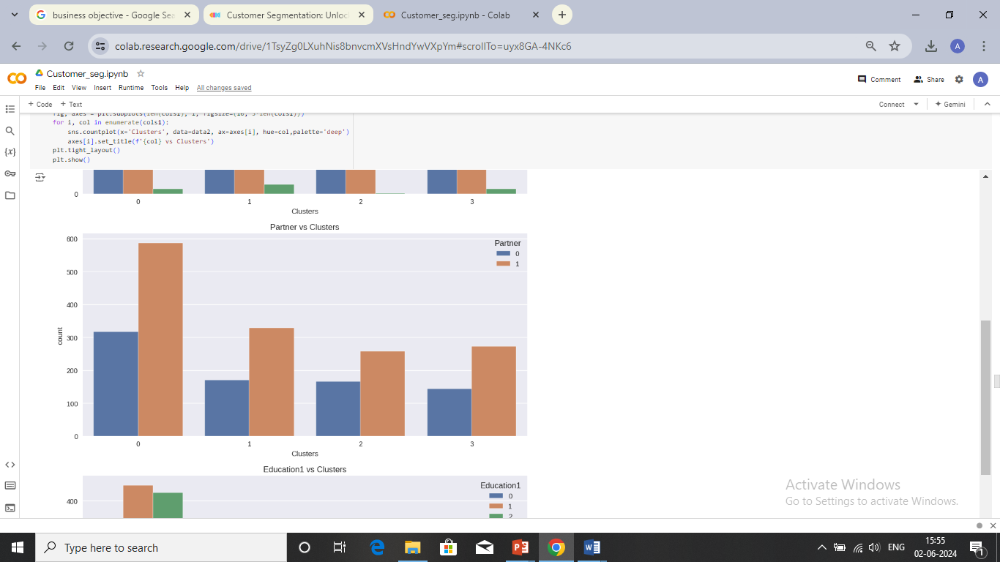 business objective - Google Sea
Customer Segmentation: Unloc
Customer_seg.ipynb - Colab
colab.research.google.com/drive/1TsyZg0LXuhNis8bnvcmXVsHndYwVXpYm#scrollTo=uyx8GA-4NKc6
A
Customer_seg.ipynb
Comment
Share
A
File Edit View Insert Runtime Tools Help All changes saved
+ Code + Text
Connect
Gemini
fig, axes = plt.subplots(len(cols1), 1, figsize=(10, 5*len(cols1)))
for i, col in enumerate(cols1):
sns.countplot(x='Clusters', data=data2, ax=axes[i], hue=col,palette='deep')
axes[i].set_title(f'{col} vs Clusters')
plt.tight_layout()
plt.show()
0
0 1 2 3
Clusters
Partner vs Clusters
600
Partner
0
1
500
400
count
300
200
100
0
0 1 2 3
Clusters
Education1 vs Clusters
Education1
0
400
1
2
Activate Windows
Go to Settings to activate Windows.
Type here to search
ENG
15:55
02-06-2024
1